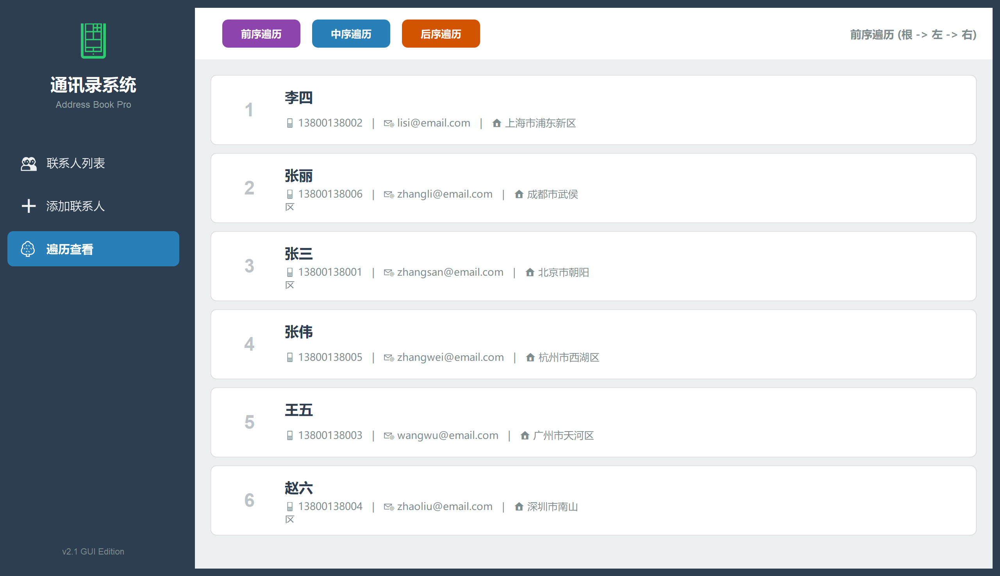 通讯录系统
Address Book Pro
联系人列表
添加联系人
遍历查看
v2.1 GUI Edition
前序遍历
中序遍历
后序遍历
前序遍历 (根 -> 左 -> 右)
1
李四
13800138002 | lisi@email.com | 上海市浦东新区
2
张丽
13800138006 | zhangli@email.com | 成都市武侯
区
3
张三
13800138001 | zhangsan@email.com | 北京市朝阳
区
4
张伟
13800138005 | zhangwei@email.com | 杭州市西湖区
5
王五
13800138003 | wangwu@email.com | 广州市天河区
6
赵六
13800138004 | zhaoliu@email.com | 深圳市南山
区